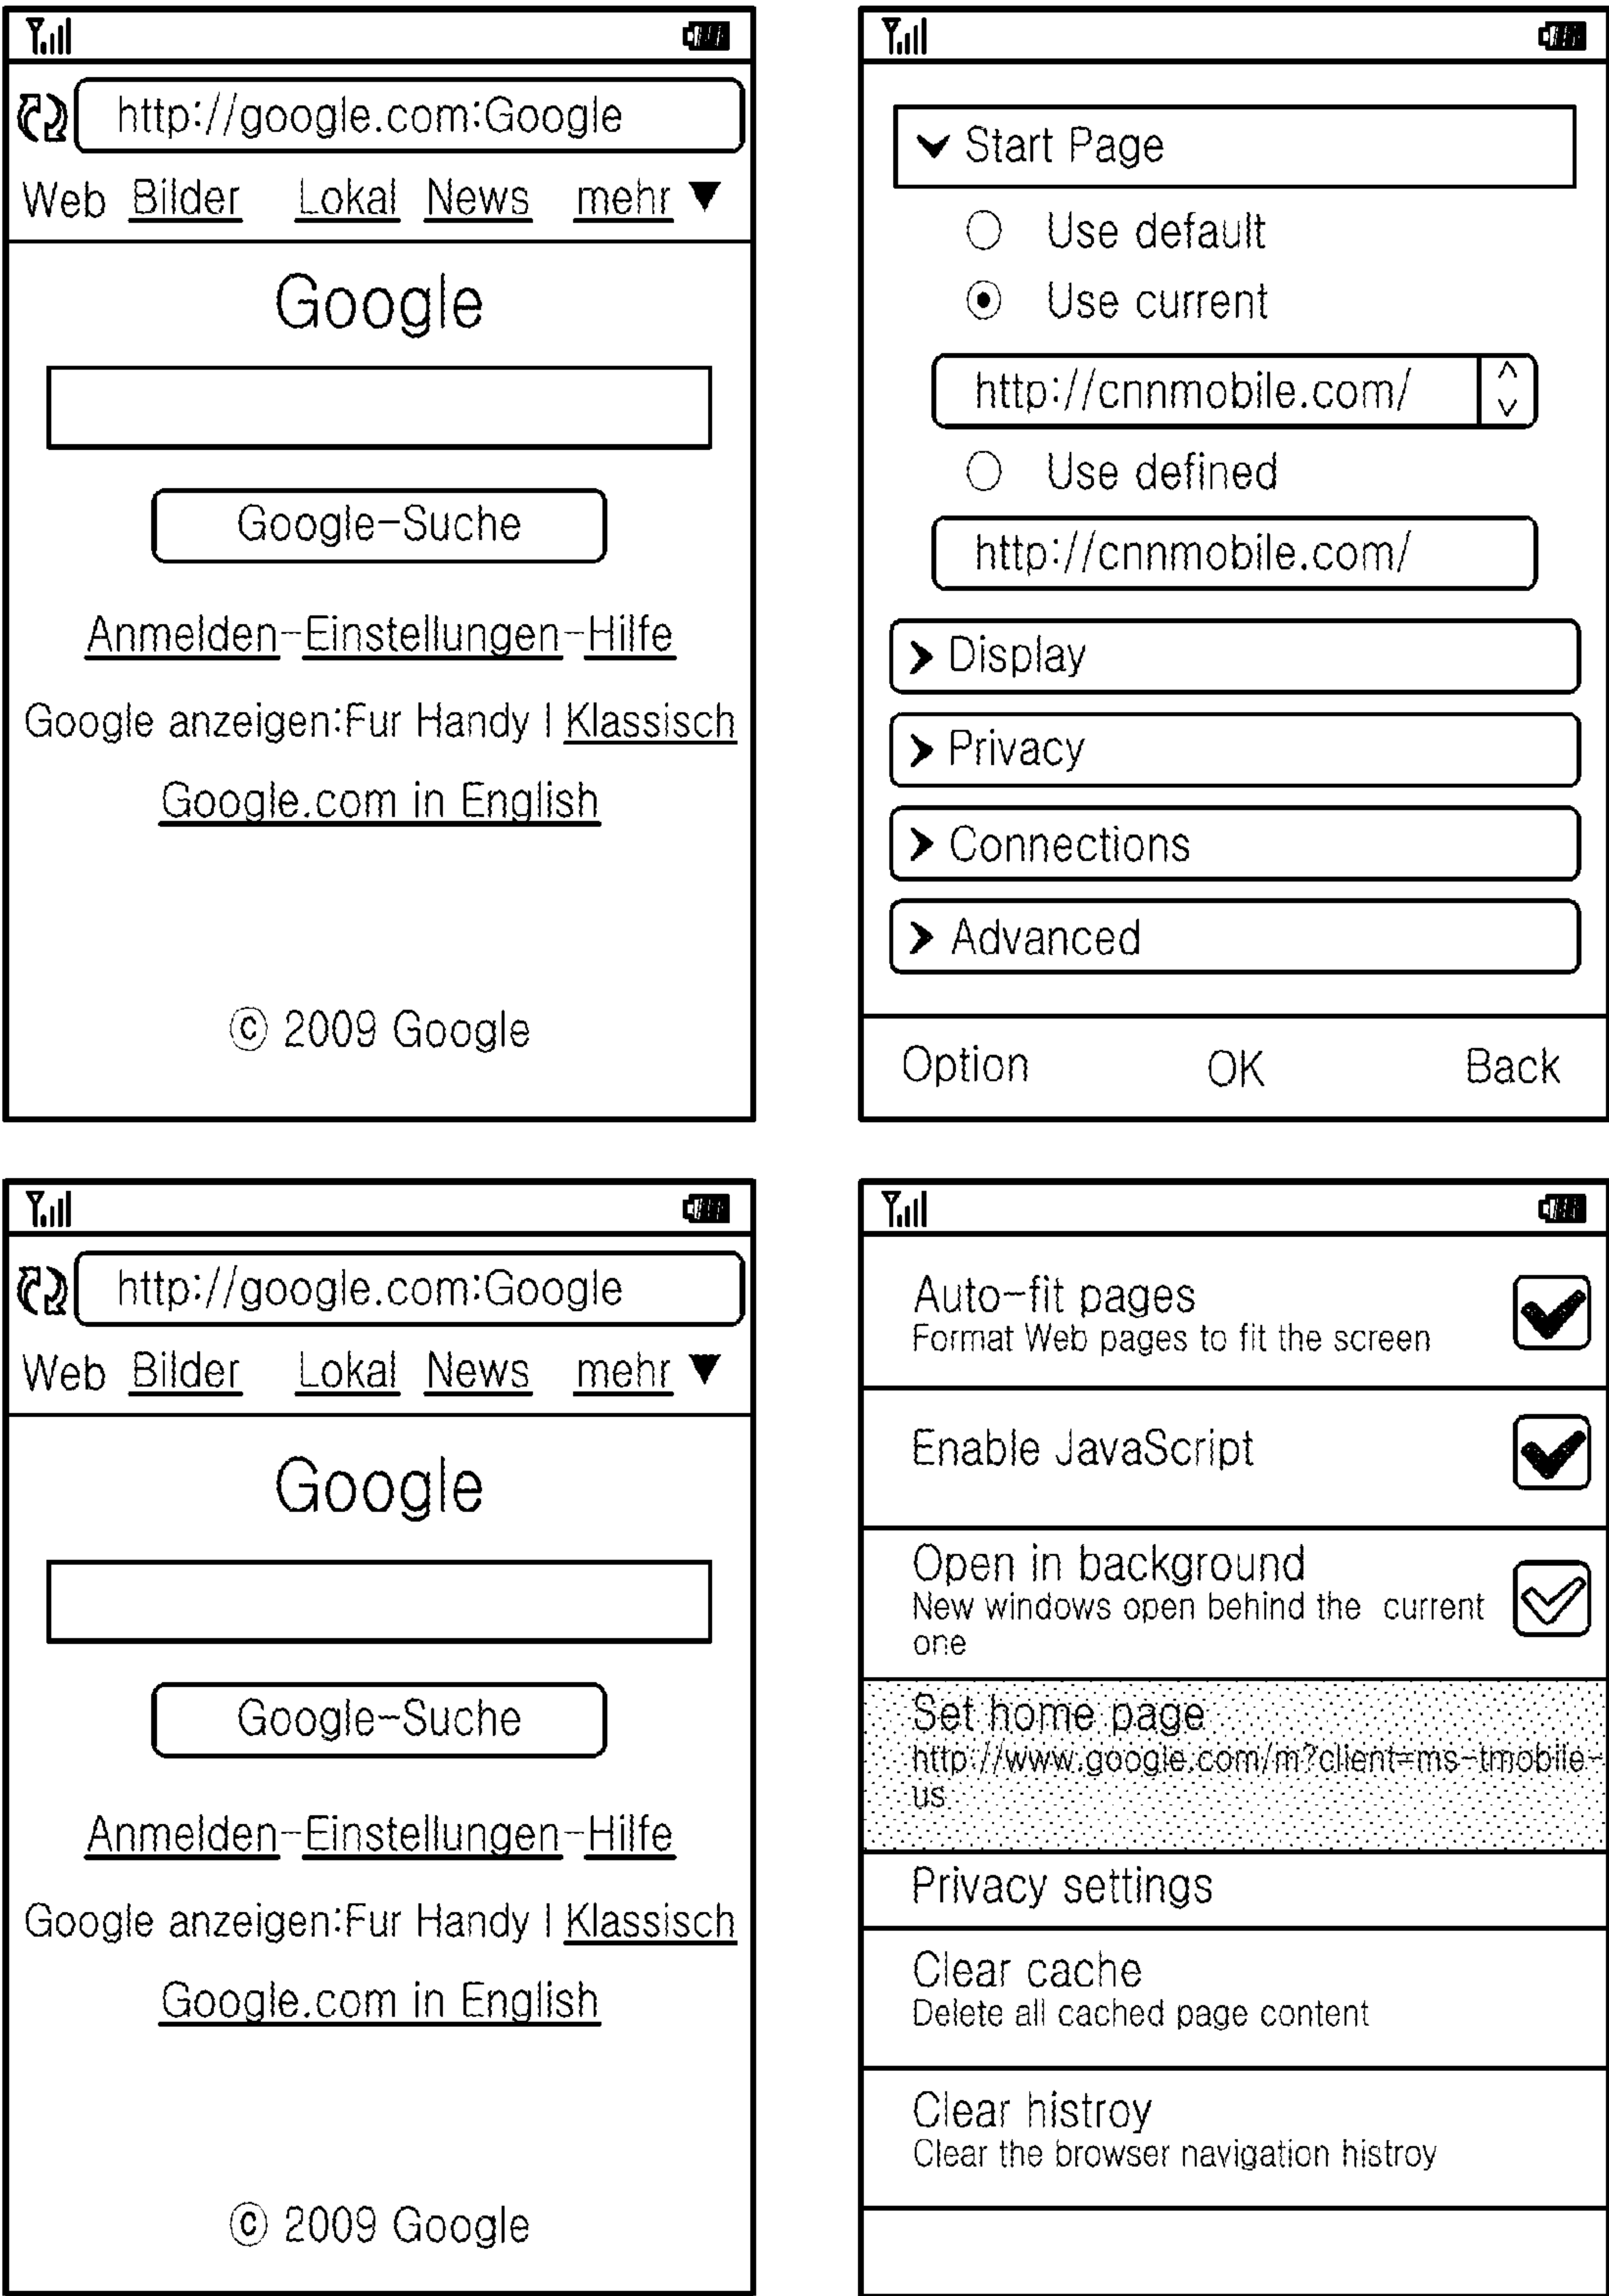 http://google.com:Google
Web Bilder Lokal News mehr ▼
Google
Google-Suche
Anmelden-Einstellungen-Hilfe
Google anzeigen:Fur Handy | Klassisch
Google.com in English
© 2009 Google
Start Page
Use default
Use current
http://cnnmobile.com/
Use defined
http://cnnmobile.com/
Display
Privacy
Connections
Advanced
Option OK Back
http://google.com:Google
Web Bilder Lokal News mehr ▼
Google
Google-Suche
Anmelden-Einstellungen-Hilfe
Google anzeigen:Fur Handy | Klassisch
Google.com in English
© 2009 Google
Auto-fit pages
Format Web pages to fit the screen
Enable JavaScript
Open in background
New windows open behind the current
one
Set home page
http://www.google.com/m?client=ms-tmobile-
us
Privacy settings
Clear cache
Delete all cached page content
Clear histroy
Clear the browser navigation histroy